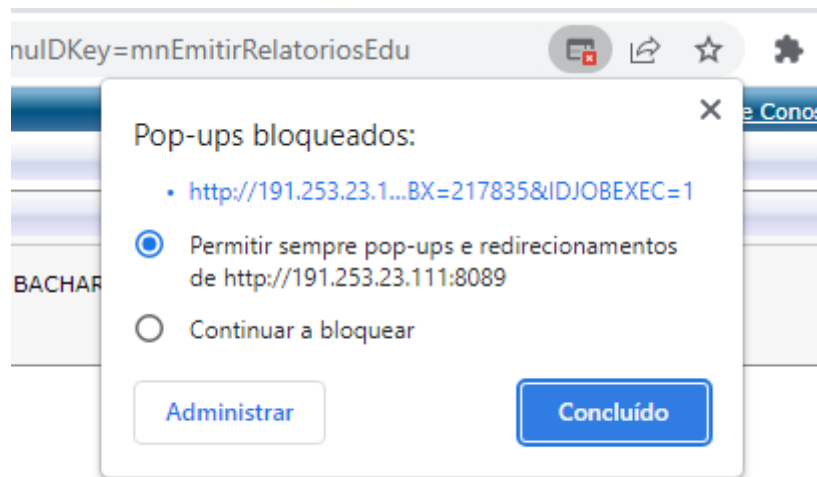 nuIDKey=mnEmitirRelatoriosEdu
e Conos
Pop-ups bloqueados:
• http://191.253.23.1...BX=217835&IDJOBEXEC=1
Permitir sempre pop-ups e redirecionamentos
de http://191.253.23.111:8089
BACHAR
Continuar a bloquear
Administrar
Concluído